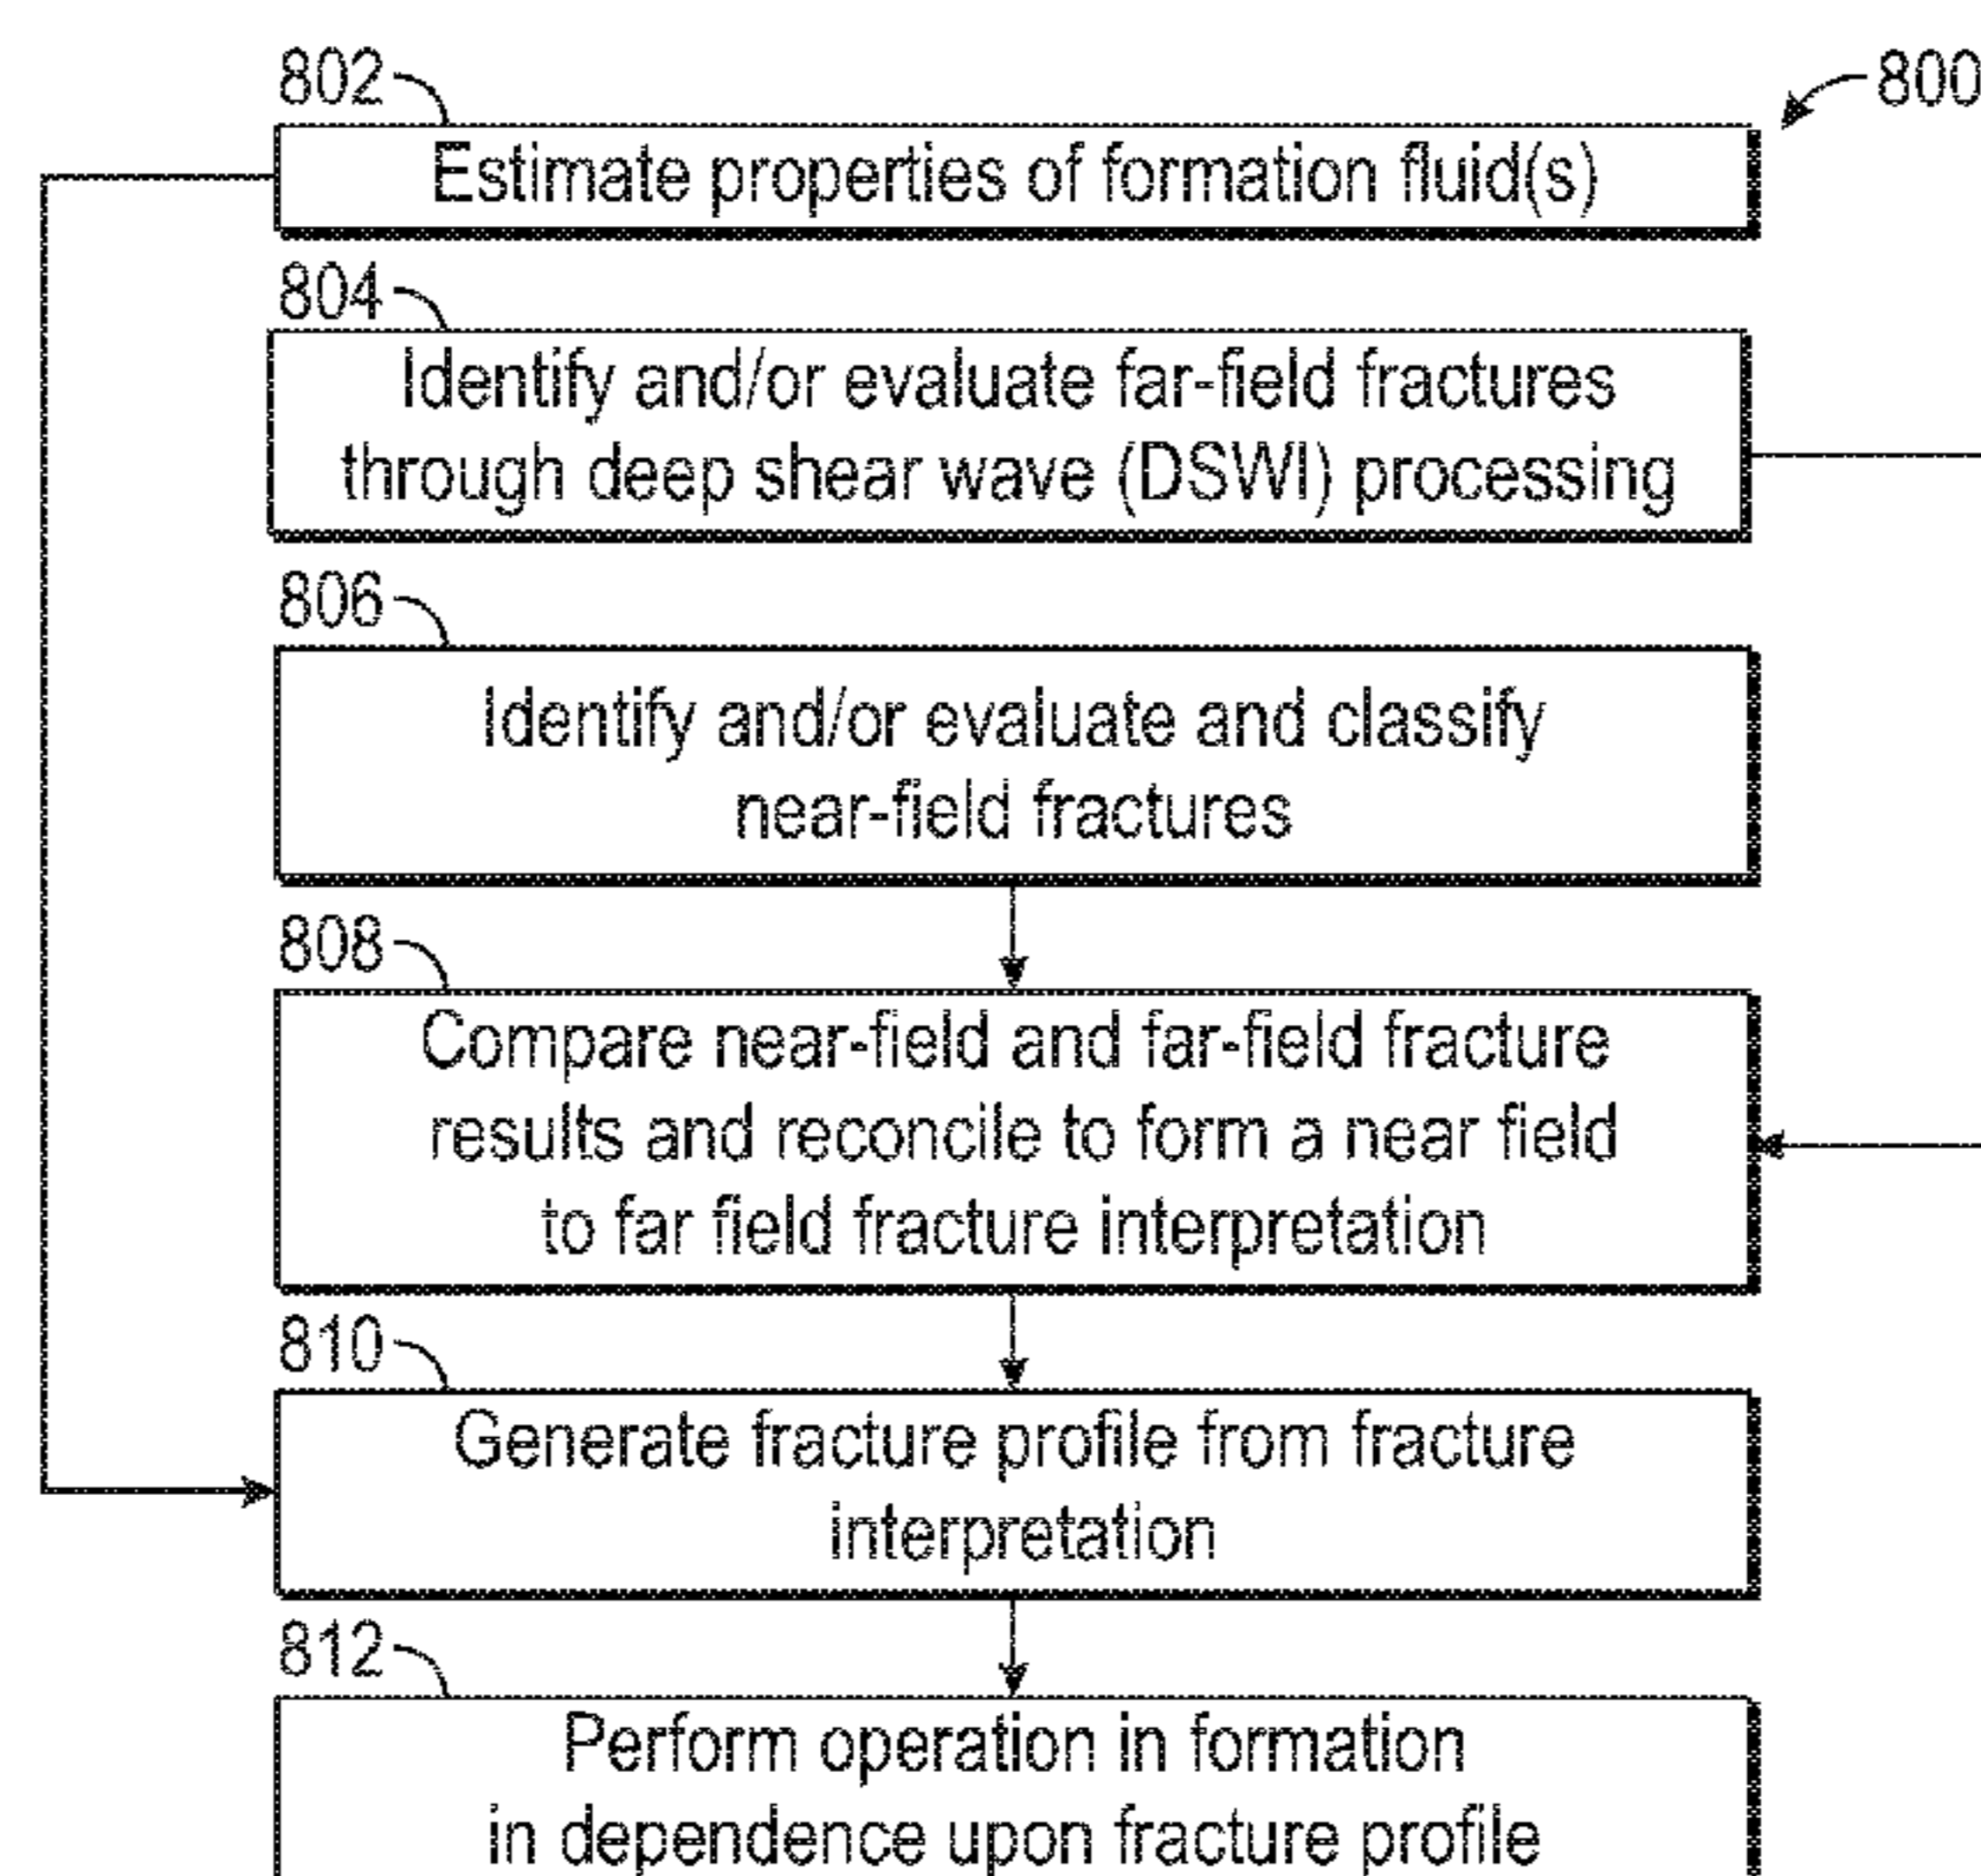 802
800
Estimate properties of formation fluid(s)
804
Identify and/or evaluate far-field fractures
through deep shear wave (DSWI) processing
806
Identify and/or evaluate and classify
near-field fractures
808
Compare near-field and far-field fracture
results and reconcile to form a near field
to far field fracture interpretation
810
Generate fracture profile from fracture
interpretation
812
Perform operation in formation
in dependence upon fracture profile